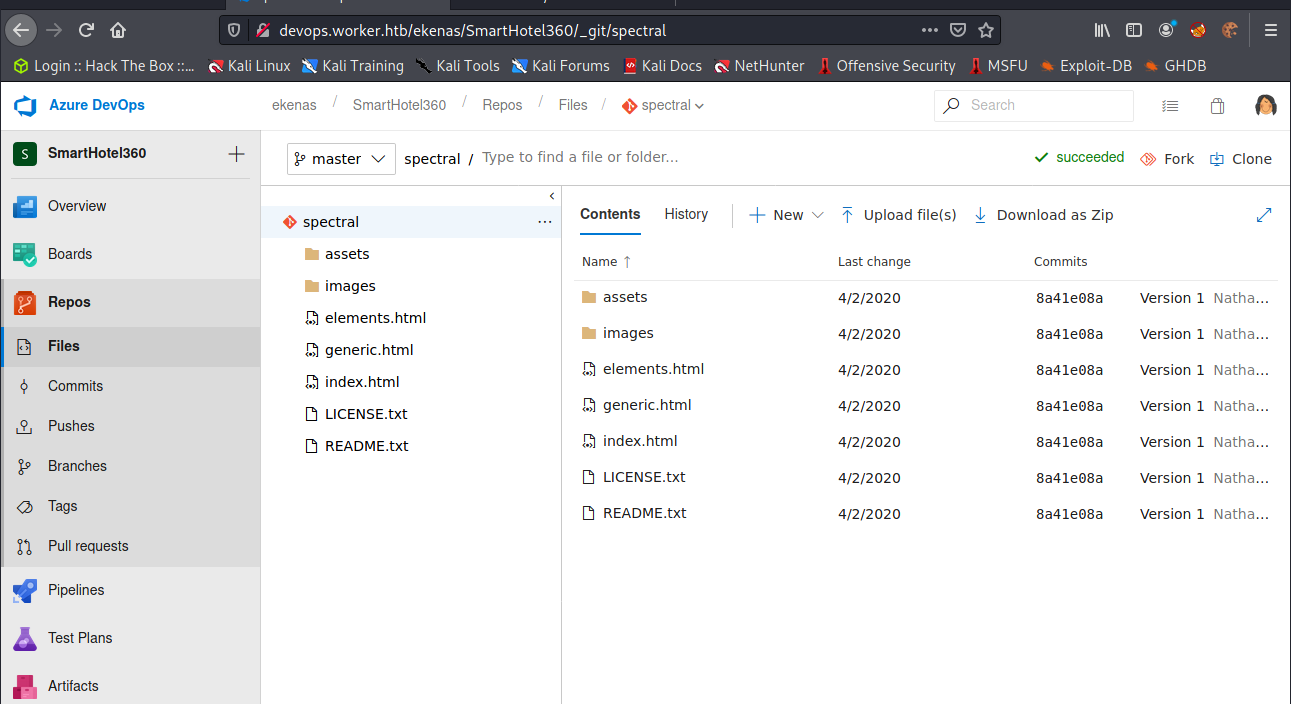 devops.worker.htb/ekenas/SmartHotel360/_git/spectral
Login :: Hack The Box ::... Kali Linux Kali Training Kali Tools Kali Forums Kali Docs NetHunter Offensive Security MSFU Exploit-DB GHDB
Azure DevOps ekenas / SmartHotel360 / Repos / Files / spectral Search
S SmartHotel360
master spectral / Type to find a file or folder... succeeded Fork Clone
Overview
Boards
Repos
Files
Commits
Pushes
Branches
Tags
Pull requests
Pipelines
Test Plans
Artifacts
spectral ...
assets
images
elements.html
generic.html
index.html
LICENSE.txt
README.txt
Contents History New Upload file(s) Download as Zip
Name ↑ Last change Commits
assets 4/2/2020 8a41e08a Version 1 Natha...
images 4/2/2020 8a41e08a Version 1 Natha...
elements.html 4/2/2020 8a41e08a Version 1 Natha...
generic.html 4/2/2020 8a41e08a Version 1 Natha...
index.html 4/2/2020 8a41e08a Version 1 Natha...
LICENSE.txt 4/2/2020 8a41e08a Version 1 Natha...
README.txt 4/2/2020 8a41e08a Version 1 Natha...